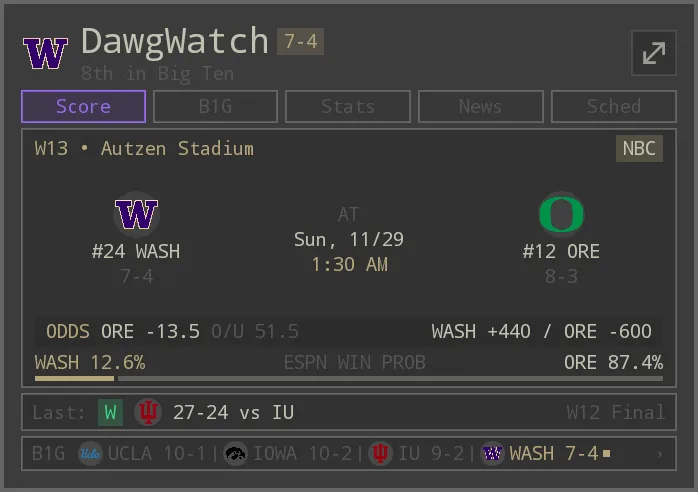 DawgWatch 7-4
8th in Big Ten
Score B1G Stats News Sched
W13 • Autzen Stadium NBC
AT
Sun, 11/29
1:30 AM
W
#24 WASH
7-4
O
#12 ORE
8-3
ODDS ORE -13.5 O/U 51.5 WASH +440 / ORE -600
WASH 12.6% ESPN WIN PROB ORE 87.4%
Last: W 27-24 vs IU W12 Final
B1G Ucla UCLA 10-1 | IOWA 10-2 | IU 9-2 | W WASH 7-4 ›